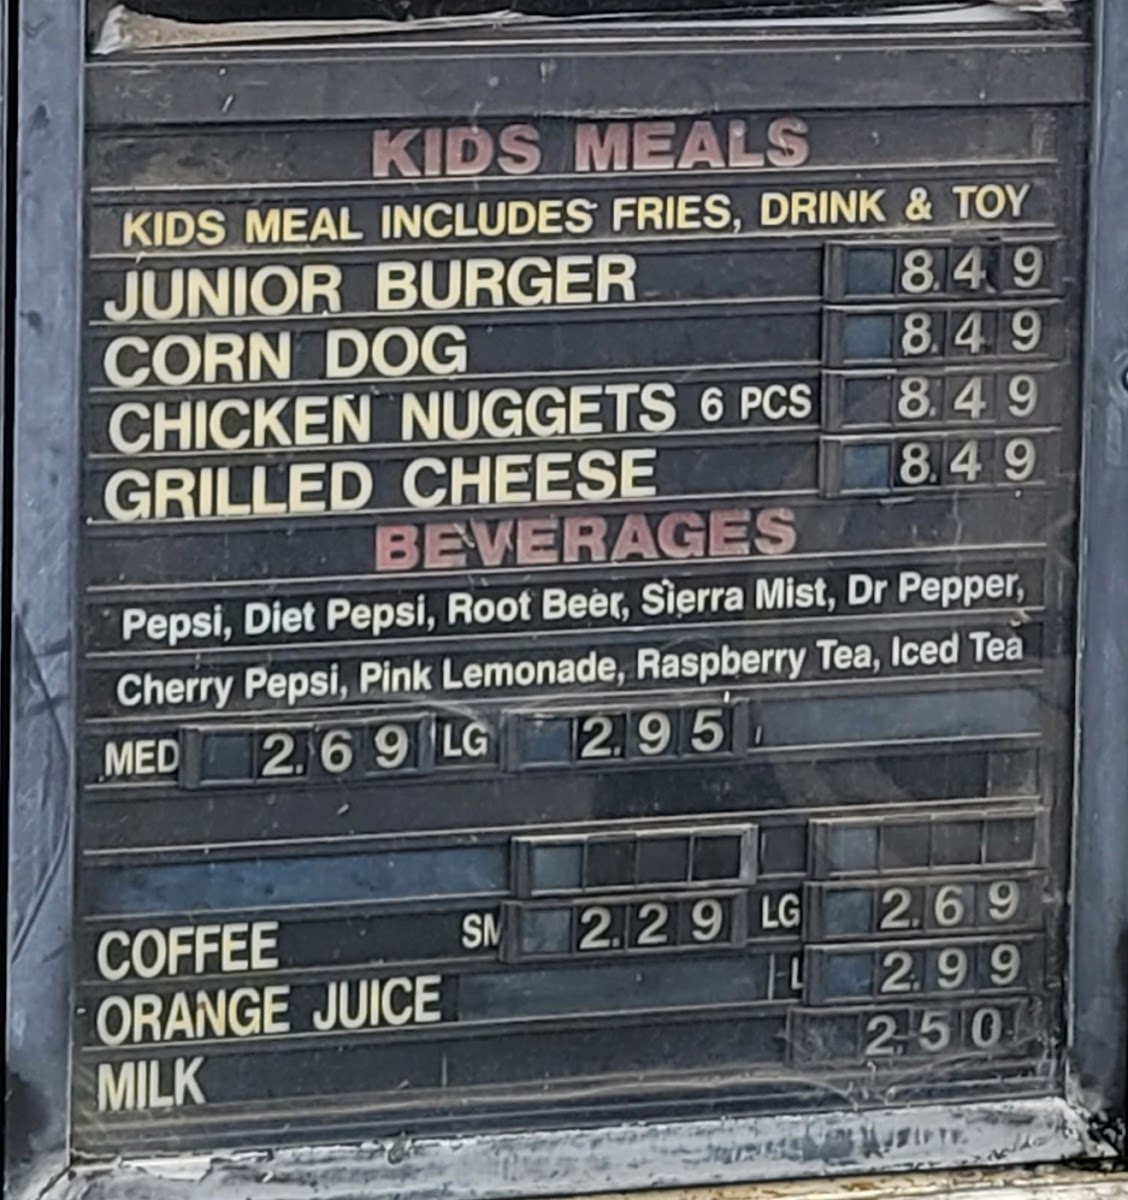 KIDS MEALS
KIDS MEAL INCLUDES FRIES, DRINK & TOY
JUNIOR BURGER 8.49
CORN DOG 8.49
CHICKEN NUGGETS 6 PCS 8.49
GRILLED CHEESE 8.49
BEVERAGES
Pepsi, Diet Pepsi, Root Beer, Sierra Mist, Dr Pepper,
Cherry Pepsi, Pink Lemonade, Raspberry Tea, Iced Tea
MED 2.69 LG 2.95
COFFEE SM 2.29 LG 2.69
ORANGE JUICE L 2.99
MILK 2.50